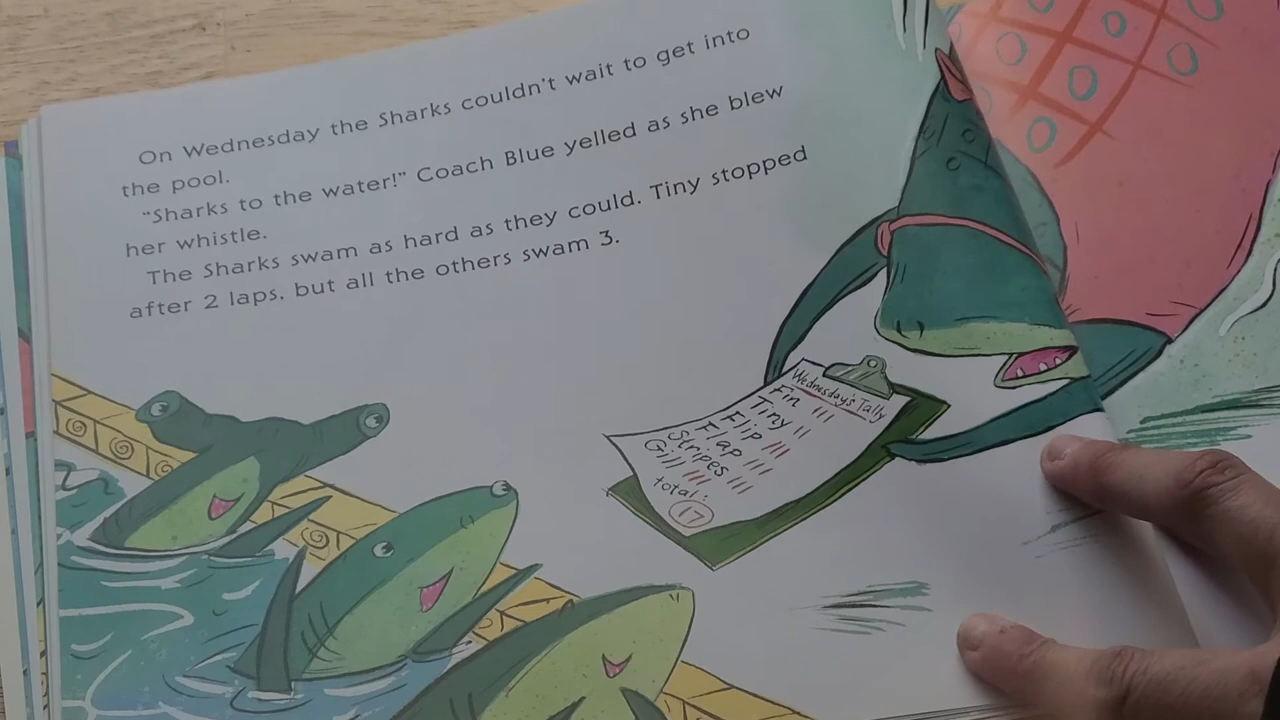 On Wednesday the Sharks couldn't wait to get into
the pool.
"Sharks to the water!" Coach Blue yelled as she blew
her whistle.
The Sharks swam as hard as they could. Tiny stopped
after 2 laps, but all the others swam 3.
Wednesday's Tally
Fin III
Tiny II
Flip III
Flap III
Stripes III
Gill III
total:
17